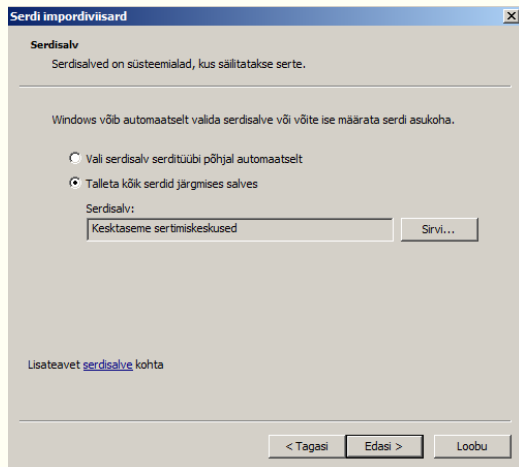 Serdi impordiviisard
Serdisalv
Serdisalved on süsteemialad, kus säilitatakse serte.
Windows võib automaatselt valida serdisalve või võite ise määrata serdi asukoha.
Vali serdisalv serditüübi põhjal automaatselt
Talleta kõik serdid järgmises salves
Serdisalv:
Kesktaseme sertimiskeskused
Sirvi...
Lisateavet serdisalve kohta
< Tagasi
Edasi >
Loobu